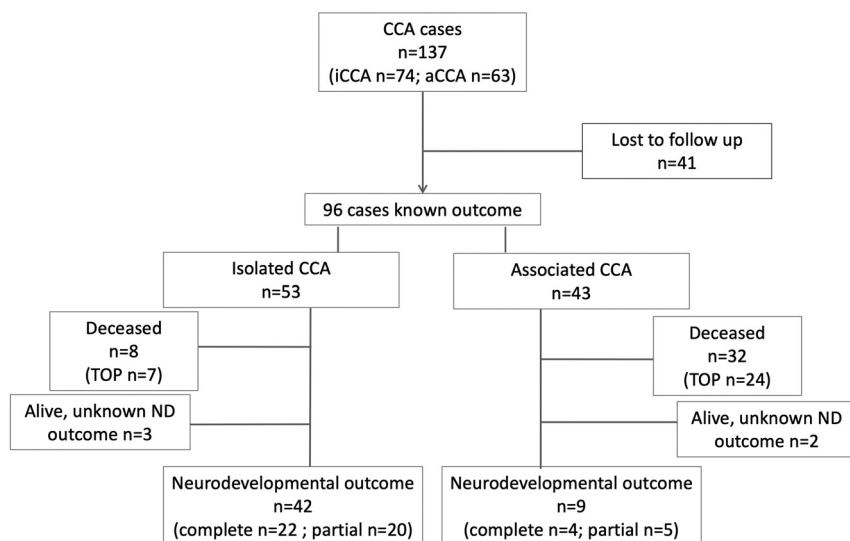 CCA cases
n=137
(iCCA n=74; aCCA n=63)
Lost to follow up
n=41
96 cases known outcome
Isolated CCA
n=53
Associated CCA
n=43
Deceased
n=8
(TOP n=7)
Deceased
n=32
(TOP n=24)
Alive, unknown ND
outcome n=3
Alive, unknown ND
outcome n=2
Neurodevelopmental outcome
n=42
(complete n=22 ; partial n=20)
Neurodevelopmental outcome
n=9
(complete n=4; partial n=5)